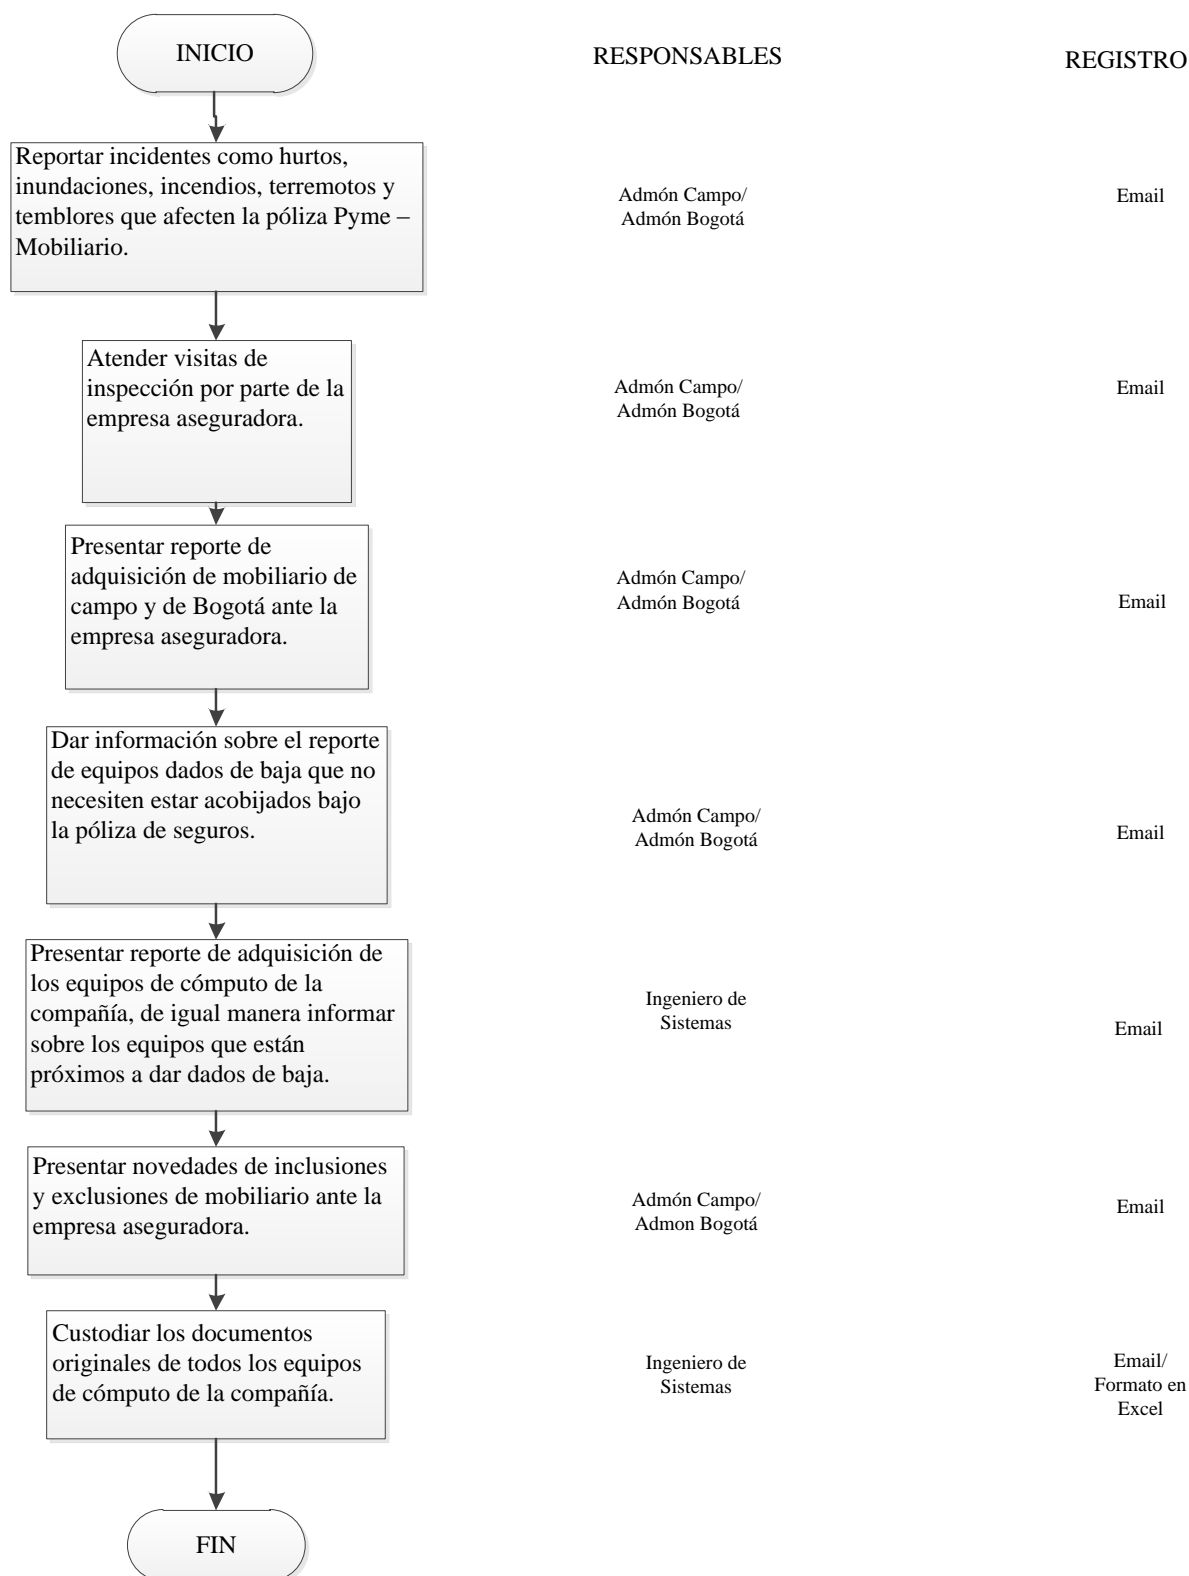 INICIO
RESPONSABLES
REGISTRO
Reportar incidentes como hurtos,
inundaciones, incendios, terremotos y
temblores que afecten la póliza Pyme –
Mobiliario.
Admón Campo/
Admón Bogotá
Email
Atender visitas de
inspección por parte de la
empresa aseguradora.
Admón Campo/
Admón Bogotá
Email
Presentar reporte de
adquisición de mobiliario de
campo y de Bogotá ante la
empresa aseguradora.
Admón Campo/
Admón Bogotá
Email
Dar información sobre el reporte
de equipos dados de baja que no
necesiten estar acobijados bajo
la póliza de seguros.
Admón Campo/
Admón Bogotá
Email
Presentar reporte de adquisición de
los equipos de cómputo de la
compañía, de igual manera informar
sobre los equipos que están
próximos a dar dados de baja.
Ingeniero de
Sistemas
Email
Presentar novedades de inclusiones
y exclusiones de mobiliario ante la
empresa aseguradora.
Admón Campo/
Admon Bogotá
Email
Custodiar los documentos
originales de todos los equipos
de cómputo de la compañía.
Ingeniero de
Sistemas
Email/
Formato en
Excel
FIN